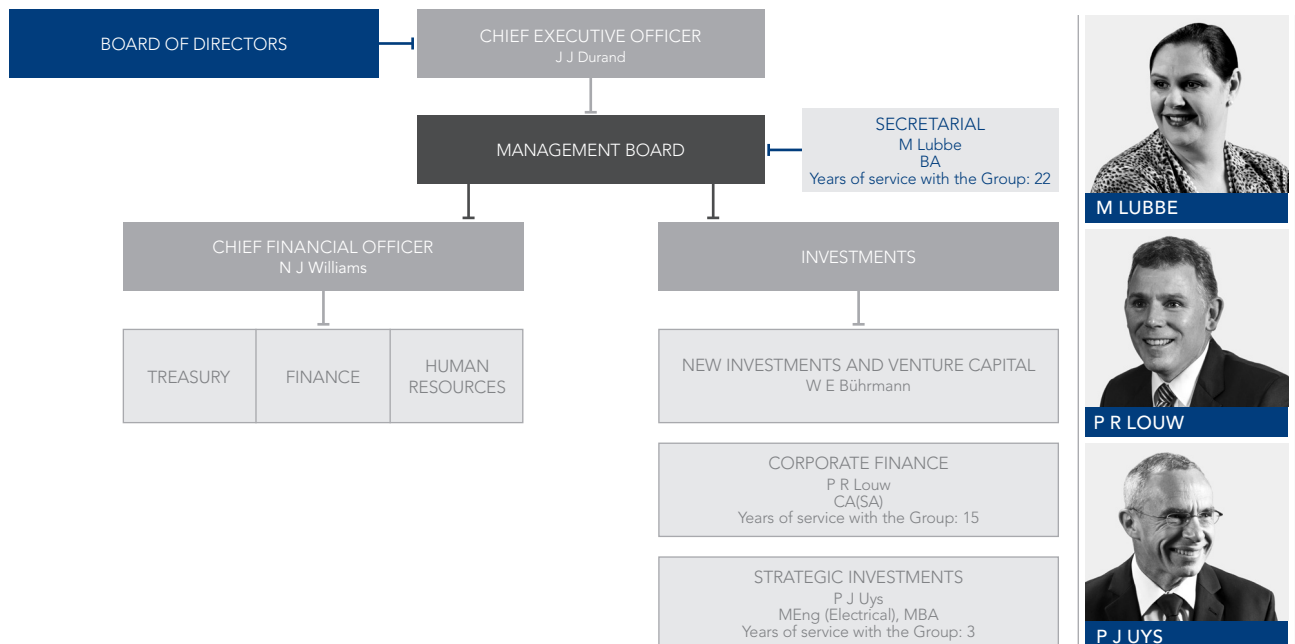 BOARD OF DIRECTORS
CHIEF EXECUTIVE OFFICER
J J Durand
MANAGEMENT BOARD
SECRETARIAL
M Lubbe
BA
Years of service with the Group: 22
CHIEF FINANCIAL OFFICER
N J Williams
INVESTMENTS
TREASURY
FINANCE
HUMAN
RESOURCES
NEW INVESTMENTS AND VENTURE CAPITAL
W E Bührmann
CORPORATE FINANCE
P R Louw
CA(SA)
Years of service with the Group: 15
STRATEGIC INVESTMENTS
P J Uys
MEng (Electrical), MBA
Years of service with the Group: 3
M LUBBE
P R LOUW
P J UYS